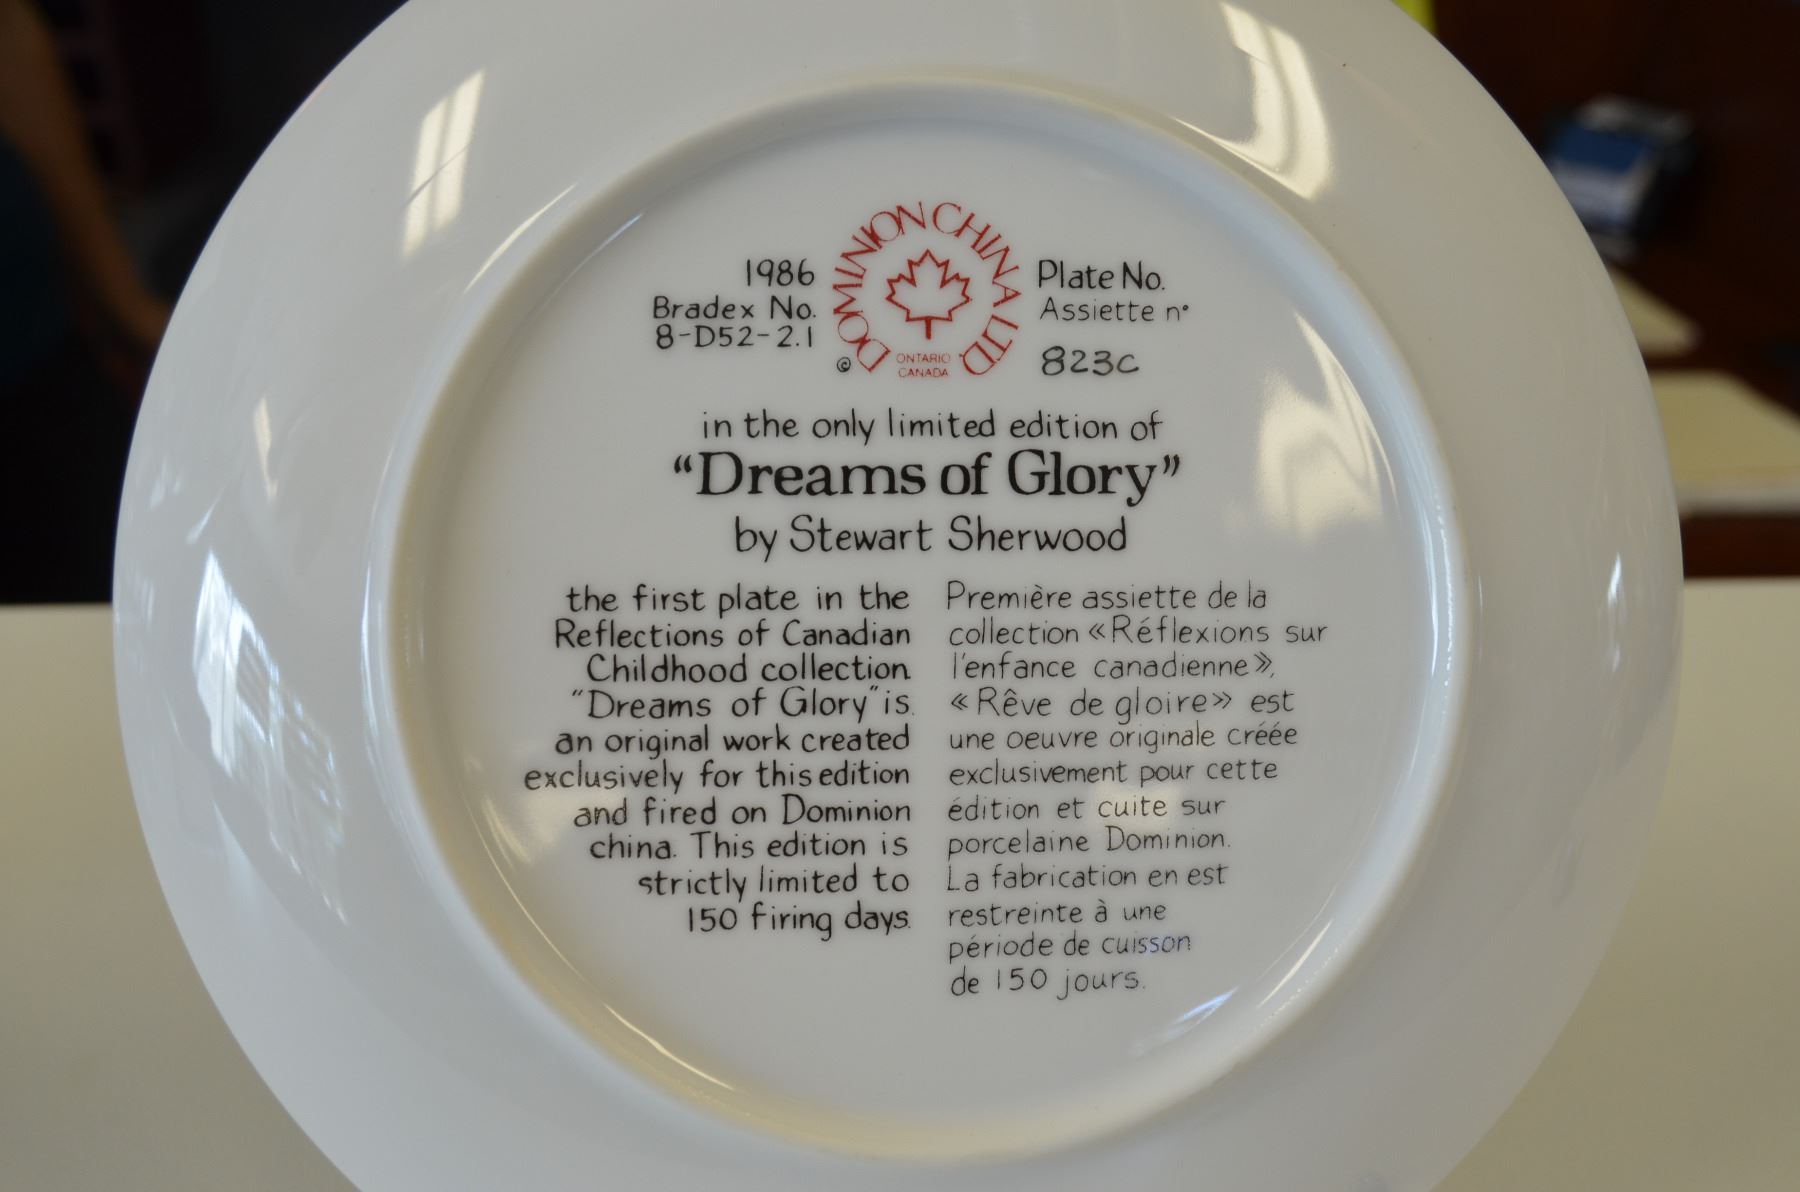 1986
Bradex No.
8-D52-2.1
DOMINION CHINA LTD.
ONTARIO
CANADA
©
Plate No.
Assiette n°
823C
in the only limited edition of
“Dreams of Glory”
by Stewart Sherwood
the first plate in the
Reflections of Canadian
Childhood collection
"Dreams of Glory" is
an original work created
exclusively for this edition
and fired on Dominion
china. This edition is
strictly limited to
150 firing days.
Première assiette de la
collection «Réflexions sur
l'enfance canadienne»,
«Rêve de gloire» est
une oeuvre originale créée
exclusivement pour cette
édition et cuite sur
porcelaine Dominion.
La fabrication en est
restreinte à une
période de cuisson
de 150 jours.